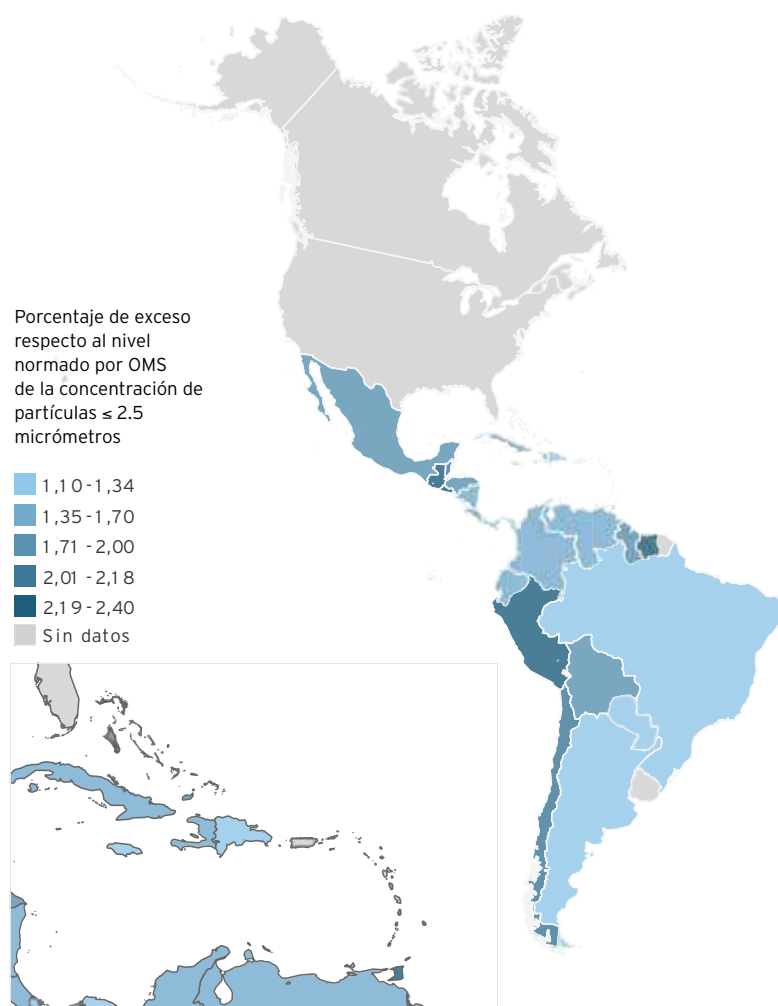 Porcentaje de exceso
respecto al nivel
normado por OMS
de la concentración de
partículas ≤ 2.5
micrómetros
1,10-1,34
1,35-1,70
1,71-2,00
2,01-2,18
2,19-2,40
Sin datos